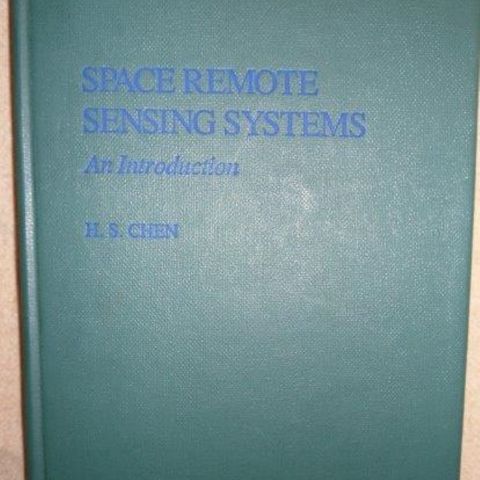 SPACE REMOTE
SENSING SYSTEMS
An Introduction
H. S. CHEN